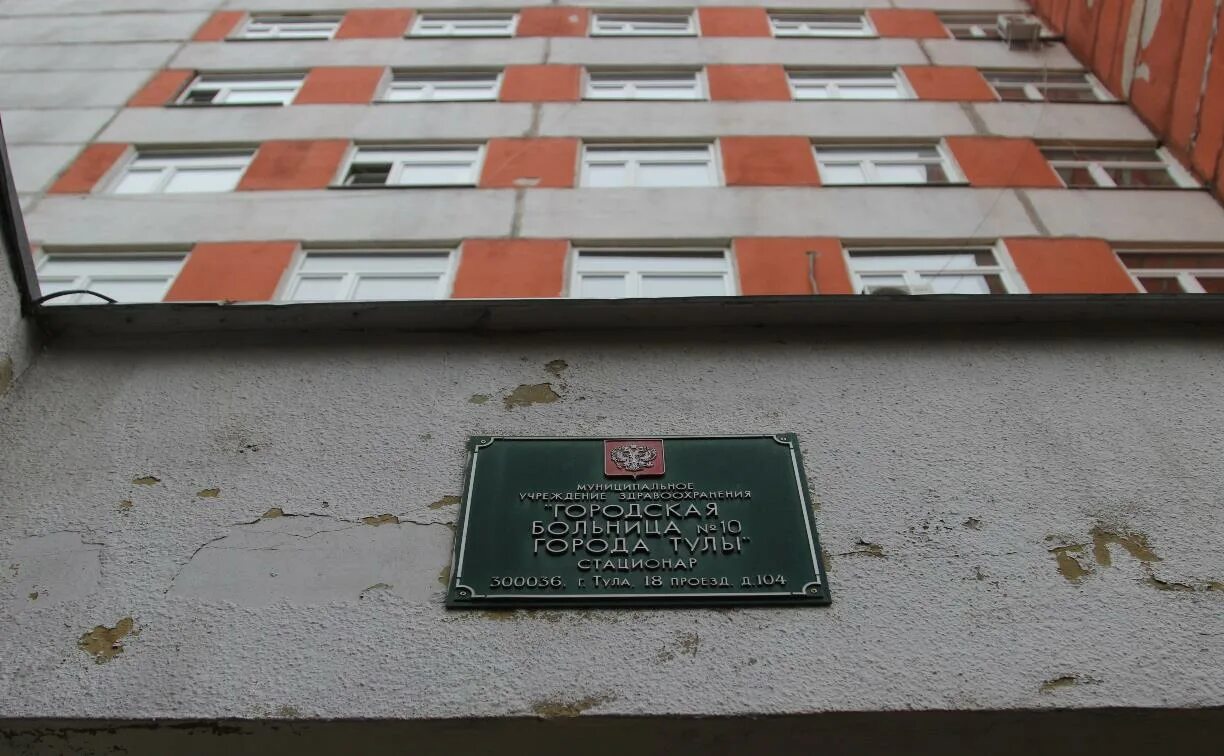 МУНИЦИПАЛЬНОЕ
УЧРЕЖДЕНИЕ ЗДРАВООХРАНЕНИЯ
"ГОРОДСКАЯ
БОЛЬНИЦА №10
ГОРОДА ТУЛЫ"
СТАЦИОНАР
300036, г. Тула, 18 проезд, д.104